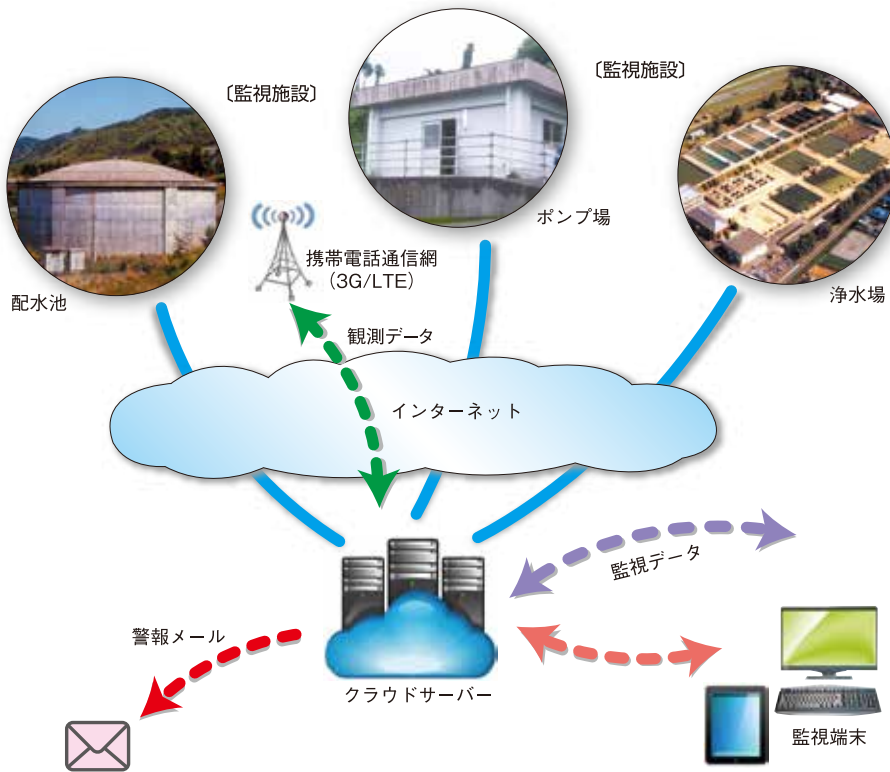 〔監視施設〕
〔監視施設〕
ポンプ場
携帯電話通信網
（3G/LTE）
配水池
浄水場
観測データ
インターネット
監視データ
警報メール
クラウドサーバー
監視端末